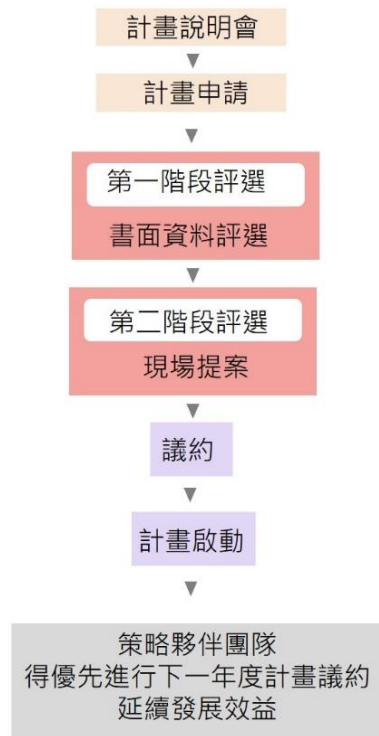 計畫說明會
計畫申請
第一階段評選
書面資料評選
第二階段評選
現場提案
議約
計畫啟動
策略夥伴團隊
得優先進行下一年度計畫議約
延續發展效益